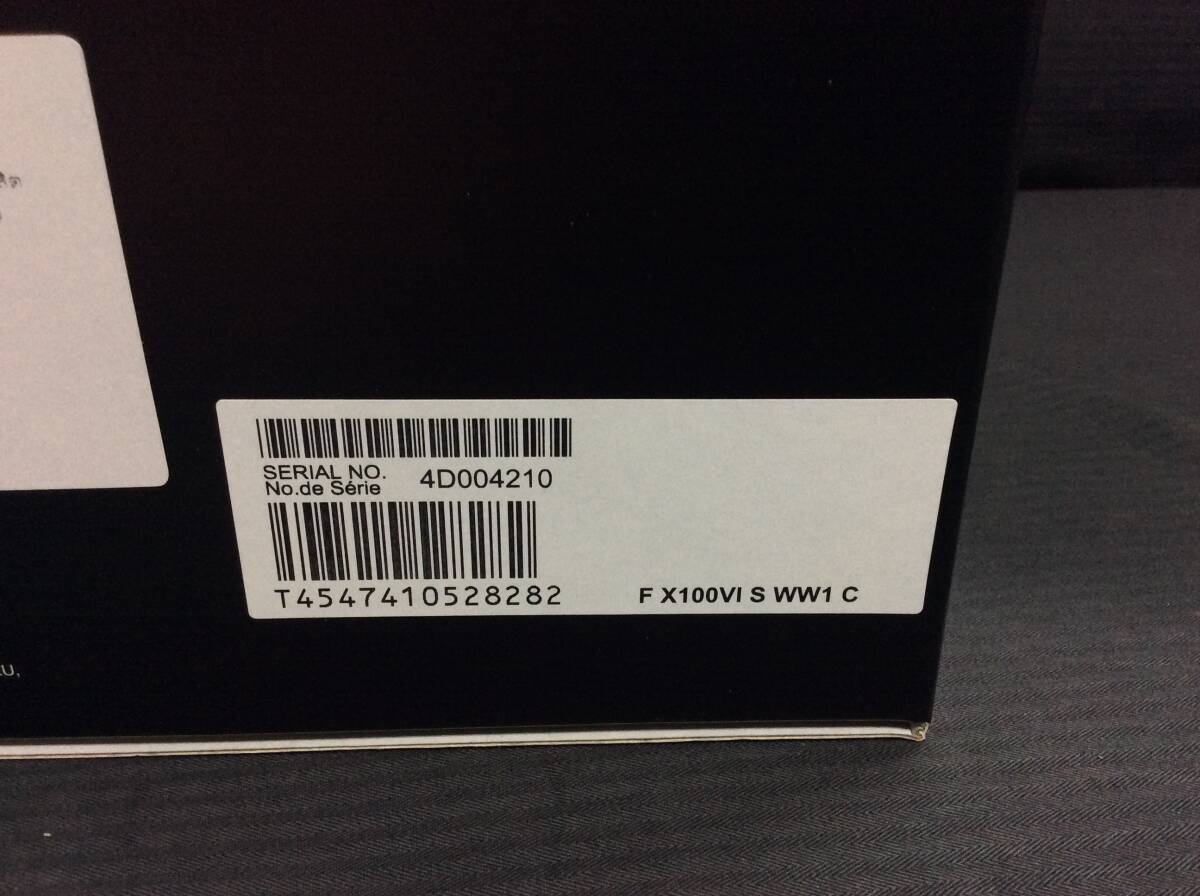 SERIAL NO.
No.de Série
4D004210
T4547410528282
F X100VI S WW1 C